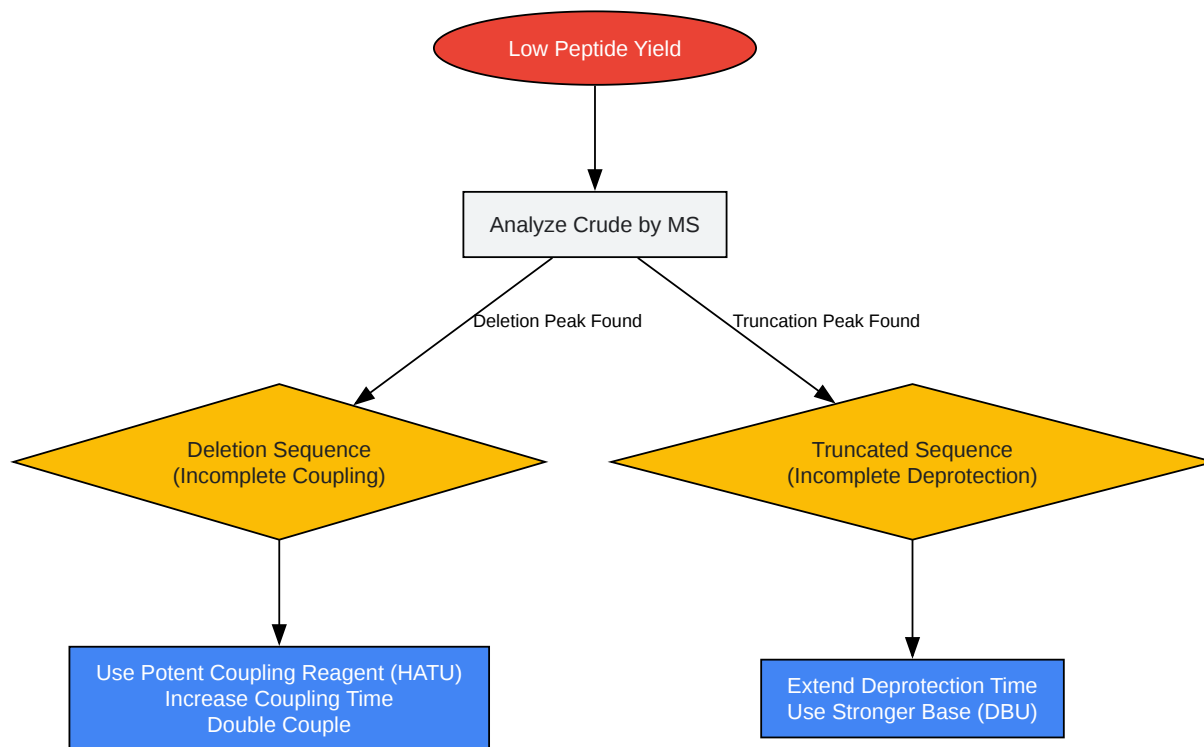 Low Peptide Yield
Analyze Crude by MS
Deletion Peak Found
Truncation Peak Found
Deletion Sequence
(Incomplete Coupling)
Truncated Sequence
(Incomplete Deprotection)
Use Potent Coupling Reagent (HATU)
Increase Coupling Time
Double Couple
Extend Deprotection Time
Use Stronger Base (DBU)